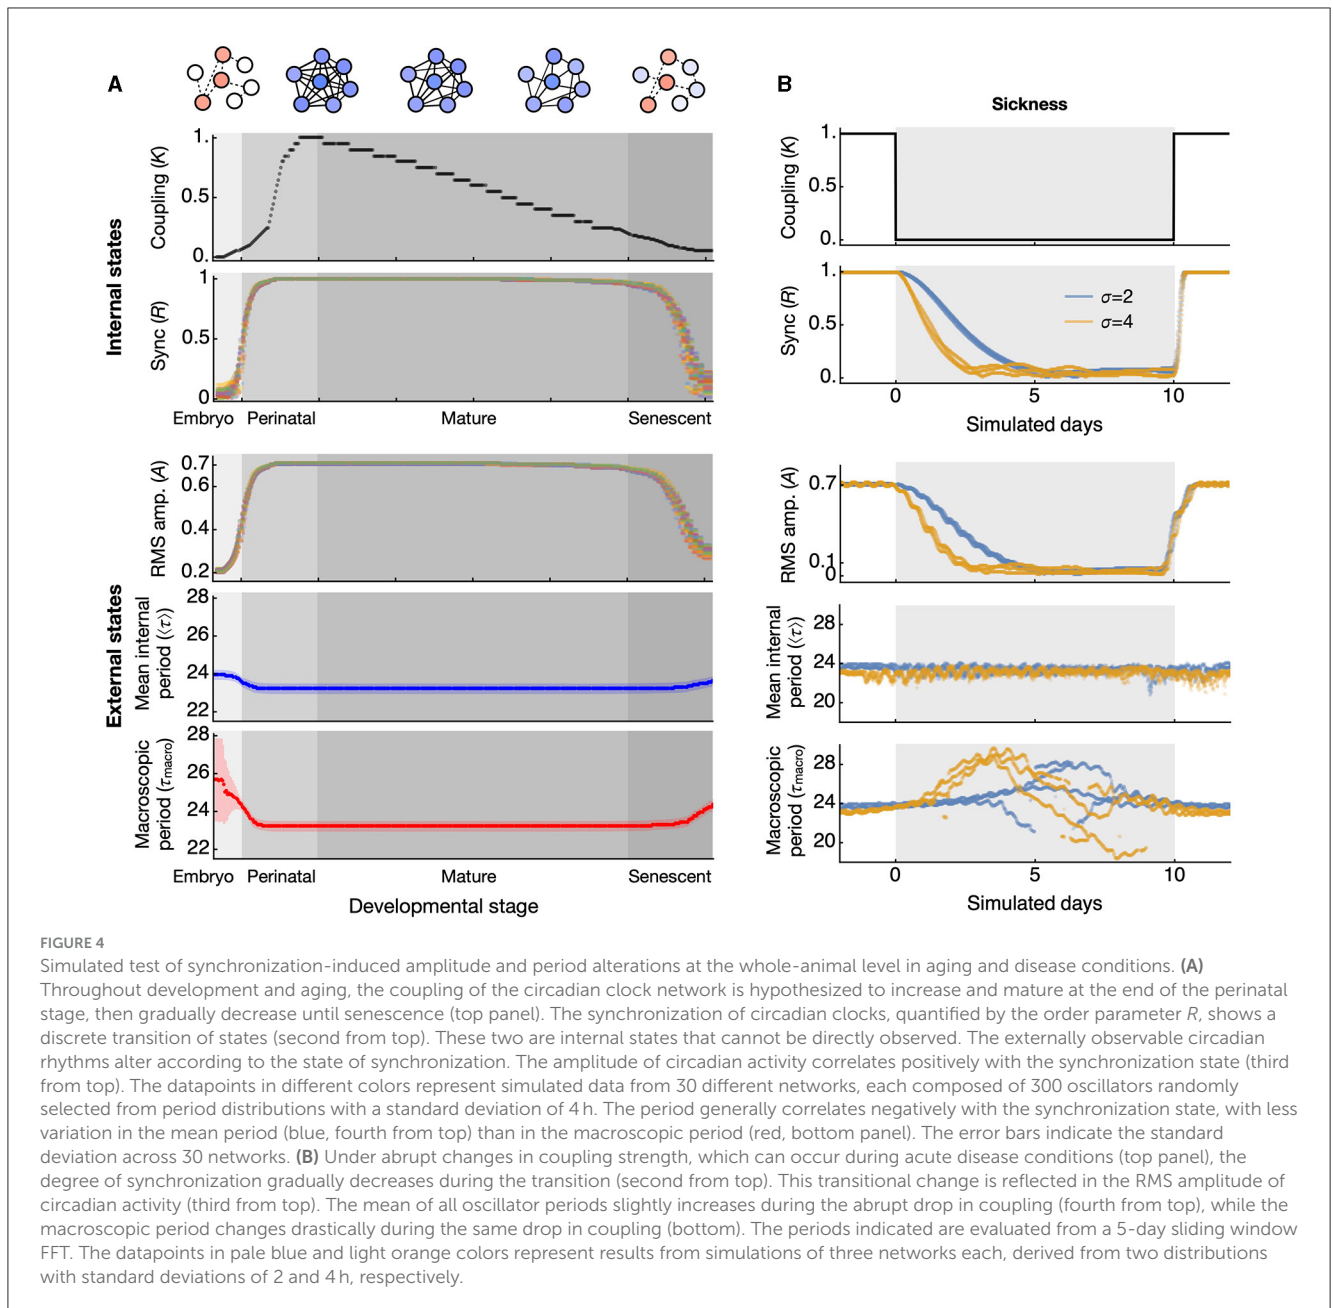 A
Internal states
Coupling (K)
1.
0.5
0.
Sync (R)
1
0.5
0
Embryo Perinatal Mature Senescent
External states
RMS amp. (A)
0.7
0.6
0.4
0.2
Mean internal
period (⟨τ⟩)
28
26
24
22
Macroscopic
period (τmacro)
28
26
24
22
Embryo Perinatal Mature Senescent
Developmental stage
B
Sickness
Coupling (K)
1.
0.5
0.
Sync (R)
1.
0.5
0.
σ=2
σ=4
0 5 10
Simulated days
RMS amp. (A)
0.7
0.1
0
Mean internal
period (⟨τ⟩)
28
24
20
Macroscopic
period (τmacro)
28
24
20
0 5 10
Simulated days
FIGURE 4
Simulated test of synchronization-induced amplitude and period alterations at the whole-animal level in aging and disease conditions. (A)
Throughout development and aging, the coupling of the circadian clock network is hypothesized to increase and mature at the end of the perinatal
stage, then gradually decrease until senescence (top panel). The synchronization of circadian clocks, quantified by the order parameter R, shows a
discrete transition of states (second from top). These two are internal states that cannot be directly observed. The externally observable circadian
rhythms alter according to the state of synchronization. The amplitude of circadian activity correlates positively with the synchronization state (third
from top). The datapoints in different colors represent simulated data from 30 different networks, each composed of 300 oscillators randomly
selected from period distributions with a standard deviation of 4 h. The period generally correlates negatively with the synchronization state, with less
variation in the mean period (blue, fourth from top) than in the macroscopic period (red, bottom panel). The error bars indicate the standard
deviation across 30 networks. (B) Under abrupt changes in coupling strength, which can occur during acute disease conditions (top panel), the
degree of synchronization gradually decreases during the transition (second from top). This transitional change is reflected in the RMS amplitude of
circadian activity (third from top). The mean of all oscillator periods slightly increases during the abrupt drop in coupling (fourth from top), while the
macroscopic period changes drastically during the same drop in coupling (bottom). The periods indicated are evaluated from a 5-day sliding window
FFT. The datapoints in pale blue and light orange colors represent results from simulations of three networks each, derived from two distributions
with standard deviations of 2 and 4 h, respectively.